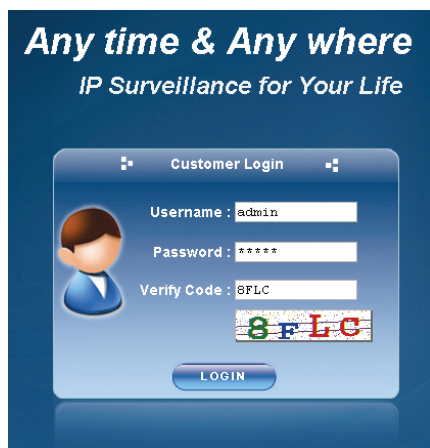 Any time & Any where
IP Surveillance for Your Life
Customer Login
Username : admin
Password : *****
Verify Code : 8FLC
8FLC
LOGIN